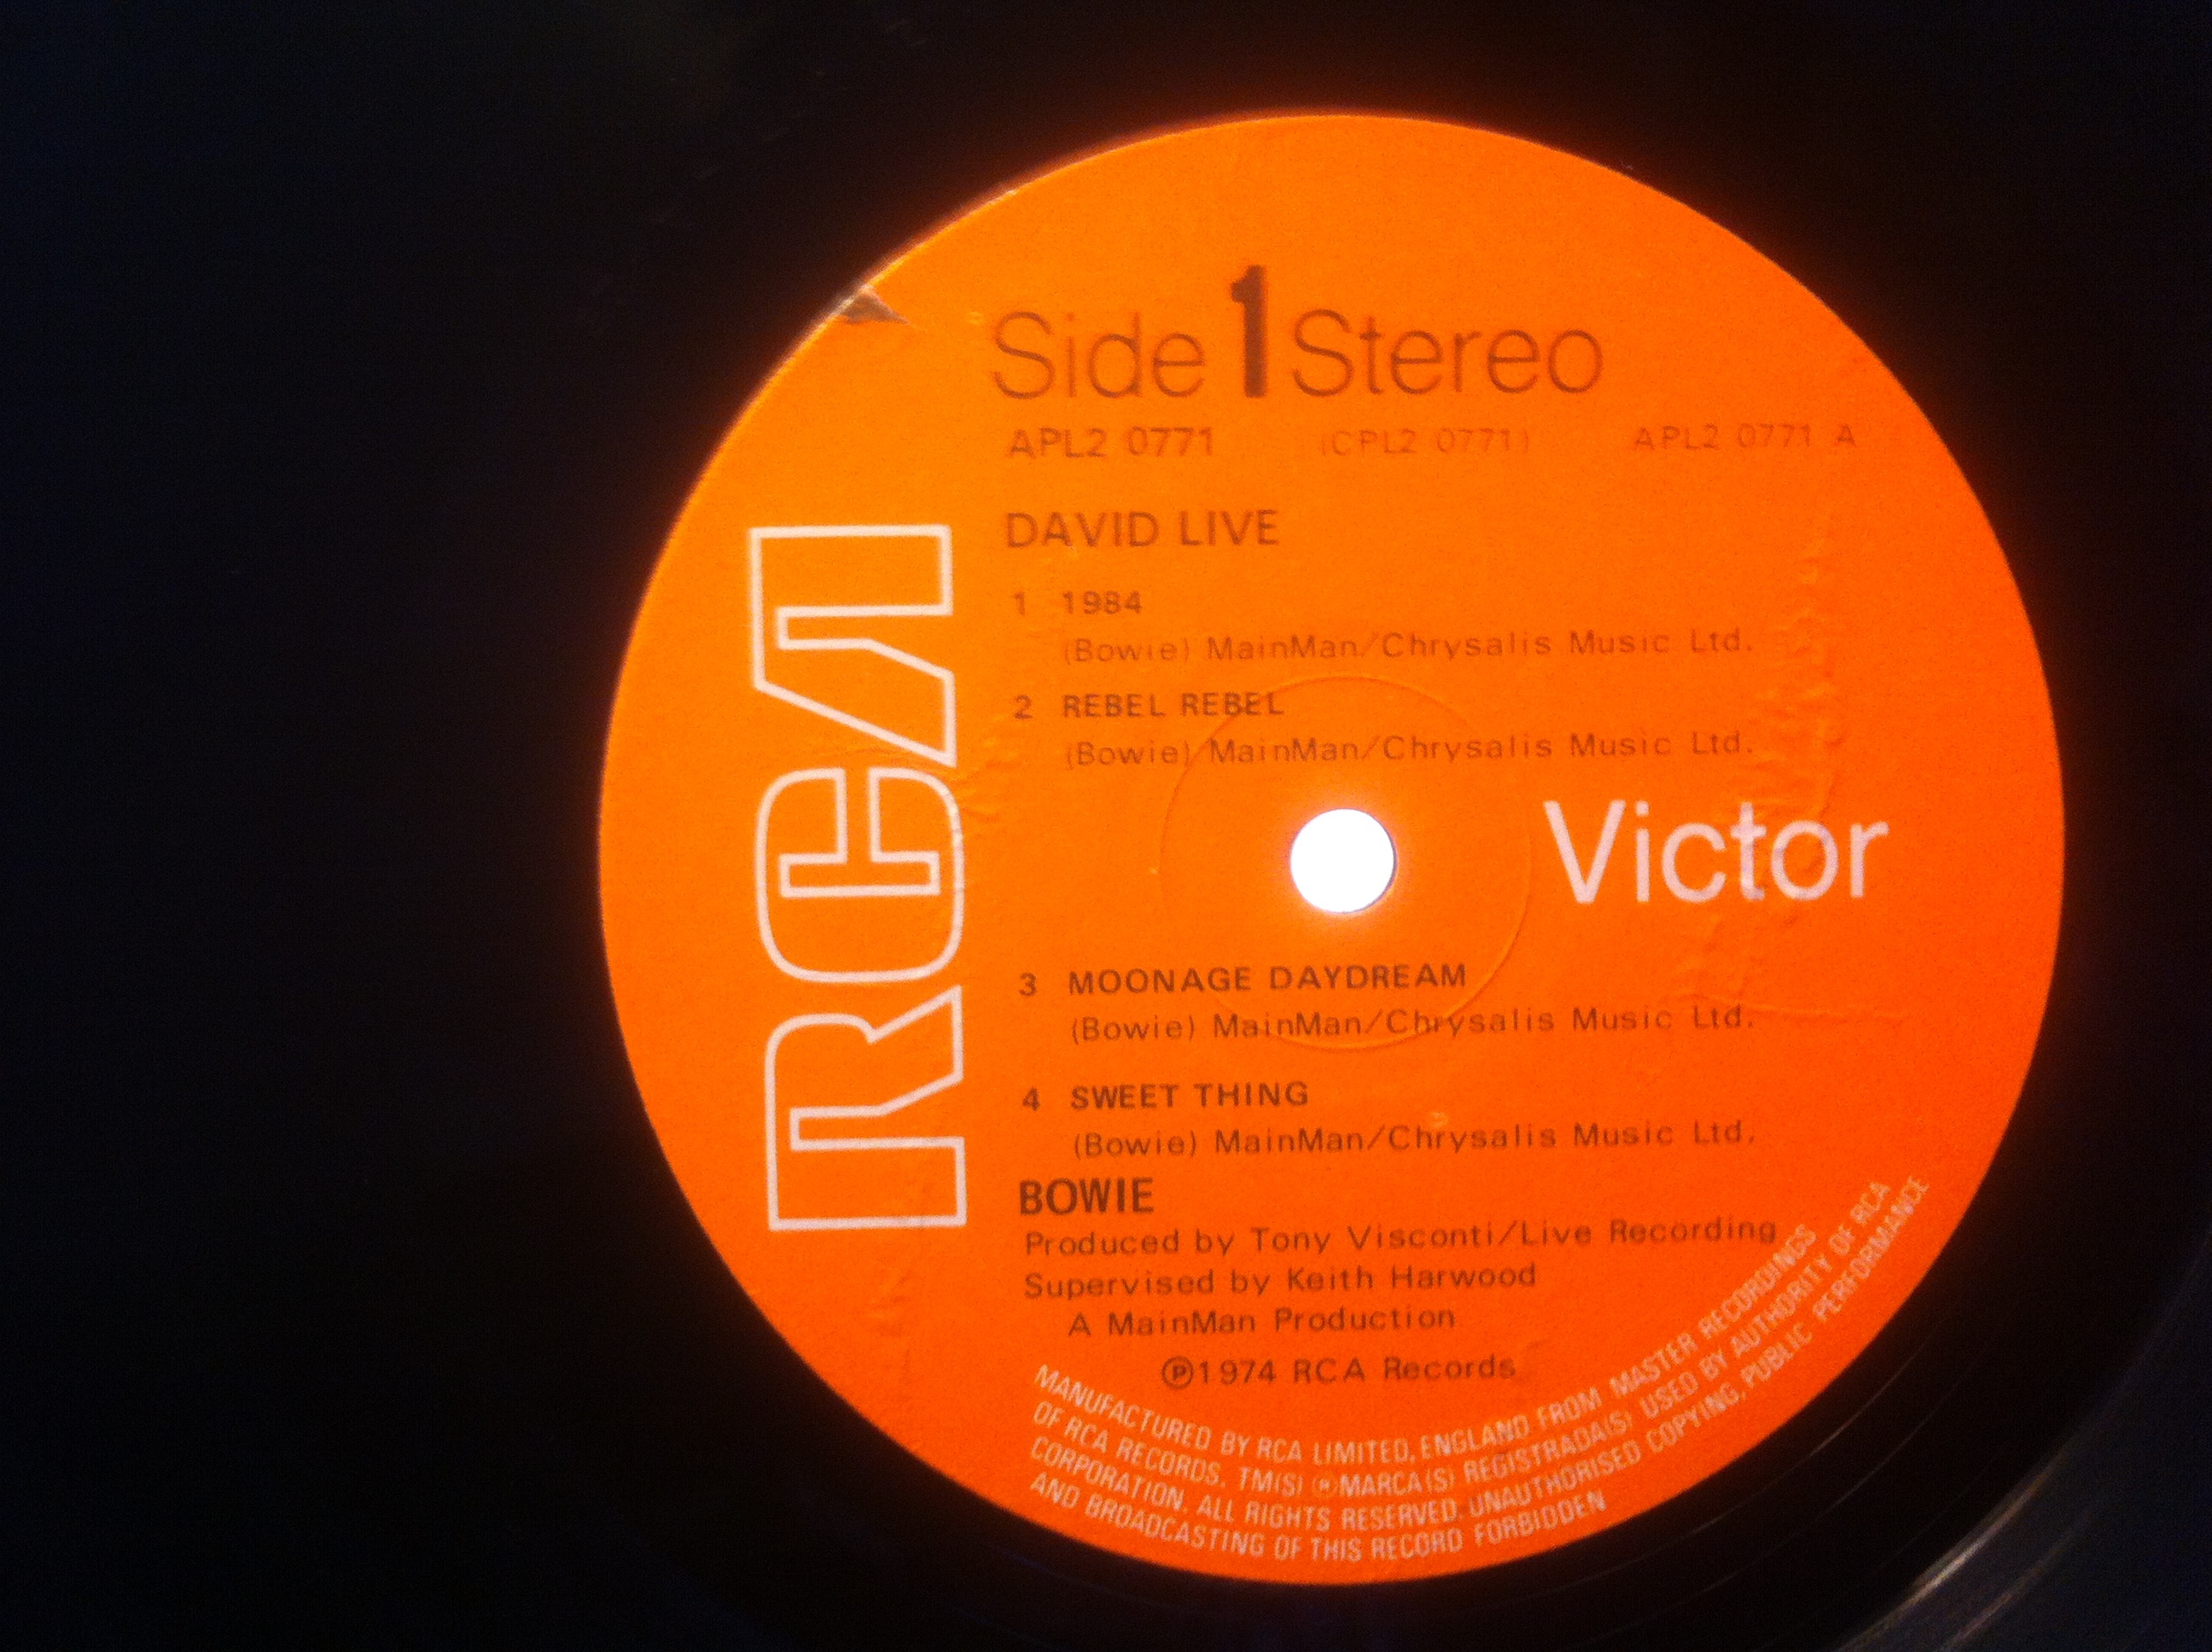 Side 1 Stereo
APL2 0771 (CPL2 0771) APL2 0771 A
DAVID LIVE
1 1984
(Bowie) MainMan/Chrysalis Music Ltd.
2 REBEL REBEL
(Bowie) MainMan/Chrysalis Music Ltd.
RCA
Victor
3 MOONAGE DAYDREAM
(Bowie) MainMan/Chrysalis Music Ltd.
4 SWEET THING
(Bowie) MainMan/Chrysalis Music Ltd.
BOWIE
Produced by Tony Visconti/Live Recording
Supervised by Keith Harwood
A MainMan Production
℗1974 RCA Records
MANUFACTURED BY RCA LIMITED, ENGLAND FROM MASTER RECORDINGS
OF RCA RECORDS. TM(S) ® MARCA(S) REGISTRADA(S) USED BY AUTHORITY OF RCA
CORPORATION. ALL RIGHTS RESERVED. UNAUTHORISED COPYING, PUBLIC PERFORMANCE
AND BROADCASTING OF THIS RECORD FORBIDDEN